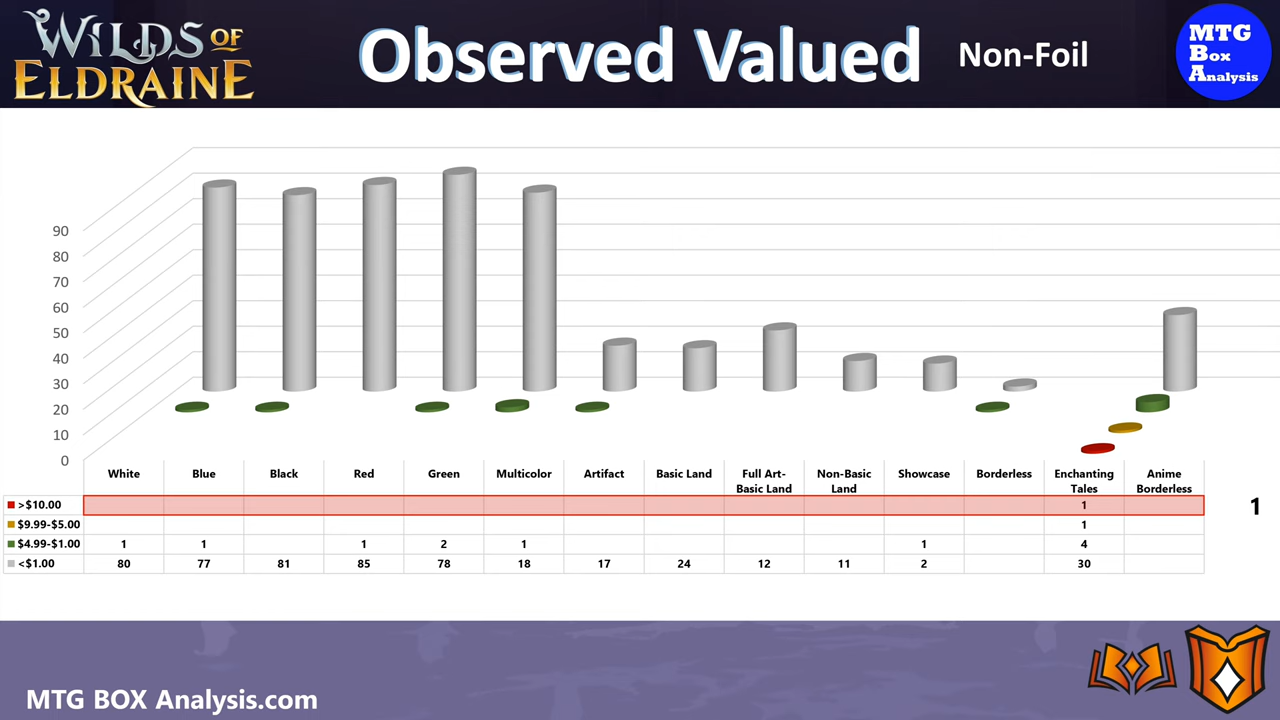 WILDS OF
ELDRAINE
Observed Valued
Non-Foil
MTG
Box
Analysis
90
80
70
60
50
40
30
20
10
0
White Blue Black Red Green Multicolor Artifact Basic Land Full Art- Non-Basic Showcase Borderless Enchanting Anime
Basic Land Land Tales Borderless
>$10.00 1
1
$9.99-$5.00 1
$4.99-$1.00 1 1 1 2 1 1 4
<$1.00 80 77 81 85 78 18 17 24 12 11 2 30
MTG BOX Analysis.com